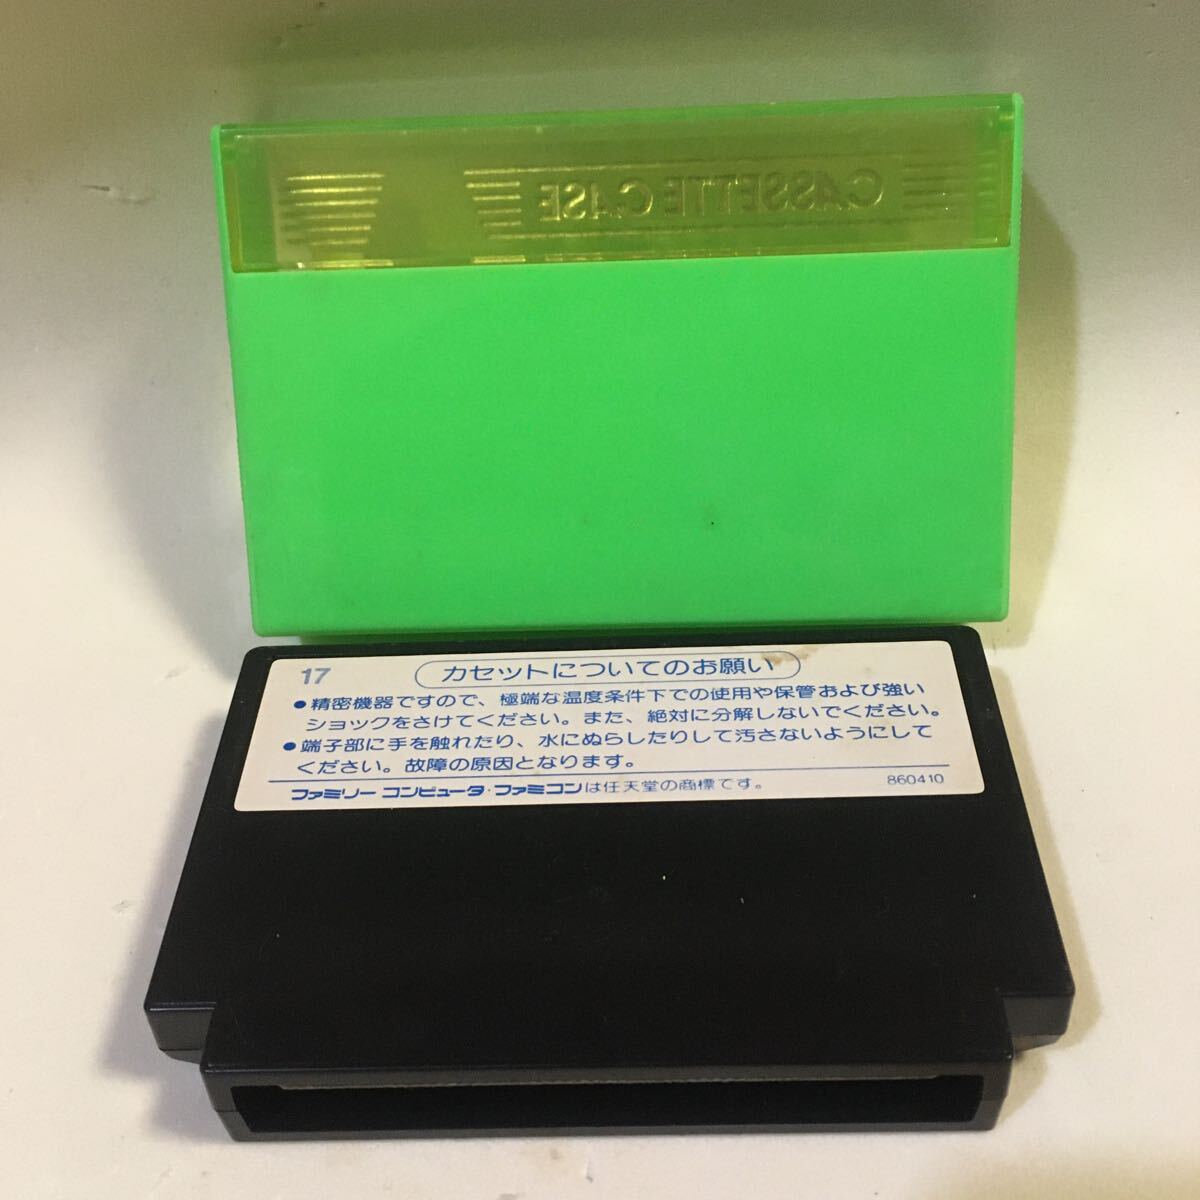 CASSETTE CASE
17
カセットについてのお願い
●精密機器ですので、極端な温度条件下での使用や保管および強い
ショックをさけてください。また、絶対に分解しないでください。
●端子部に手を触れたり、水にぬらしたりして汚さないようにして
ください。故障の原因となります。
ファミリー コンピュータ・ファミコンは任天堂の商標です。
860410